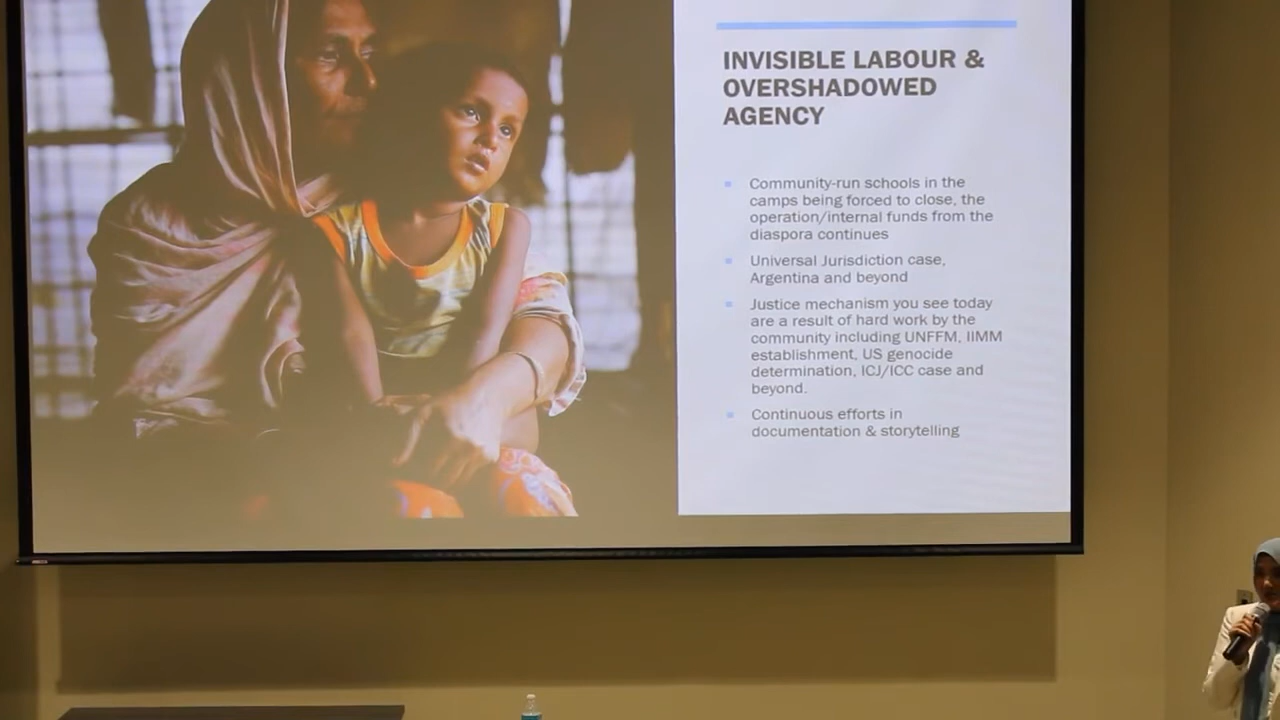 INVISIBLE LABOUR &
OVERSHADOWED
AGENCY
Community-run schools in the
camps being forced to close, the
operation/internal funds from the
diaspora continues
Universal Jurisdiction case,
Argentina and beyond
Justice mechanism you see today
are a result of hard work by the
community including UNFFM, IIMM
establishment, US genocide
determination, ICJ/ICC case and
beyond.
Continuous efforts in
documentation & storytelling